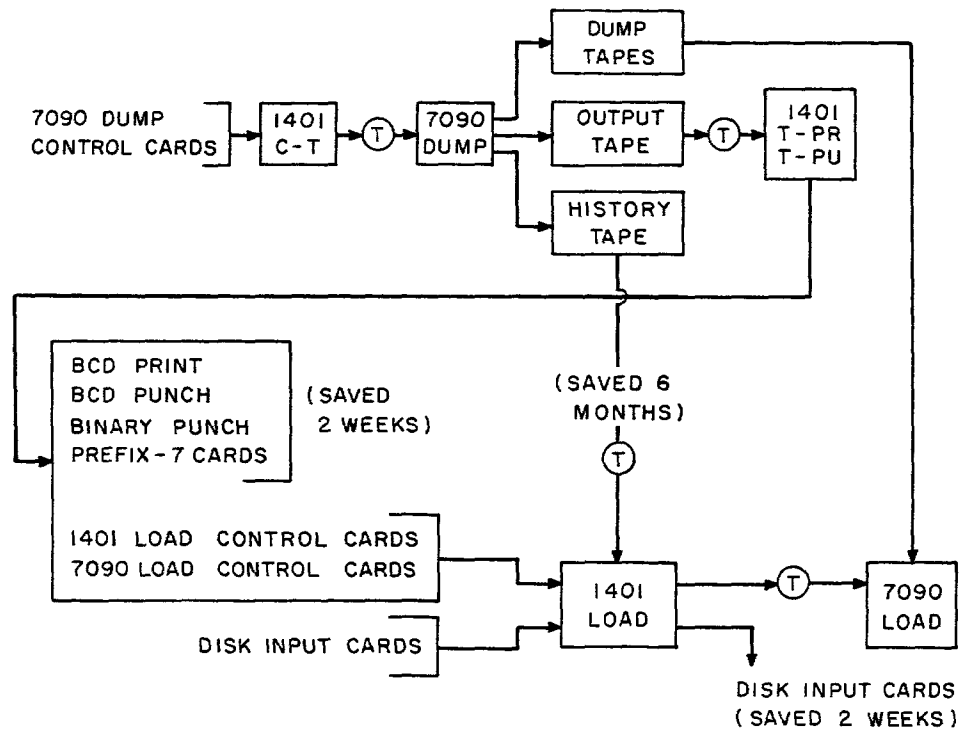 DUMP
TAPES
7090 DUMP
CONTROL CARDS
1401
C-T
T
7090
DUMP
OUTPUT
TAPE
T
1401
T-PR
T-PU
HISTORY
TAPE
BCD PRINT
BCD PUNCH
BINARY PUNCH
PREFIX-7 CARDS
(SAVED
2 WEEKS)
(SAVED 6
MONTHS)
T
1401 LOAD CONTROL CARDS
7090 LOAD CONTROL CARDS
1401
LOAD
T
7090
LOAD
DISK INPUT CARDS
DISK INPUT CARDS
(SAVED 2 WEEKS)